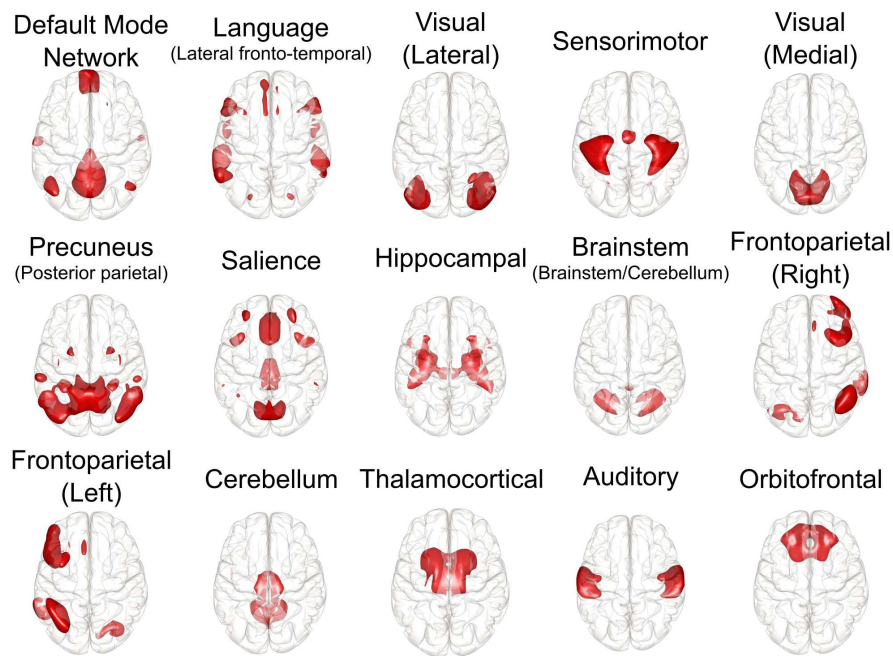 Default Mode
Network
Language
(Lateral fronto-temporal)
Visual
(Lateral)
Sensorimotor
Visual
(Medial)
Precuneus
(Posterior parietal)
Salience
Hippocampal
Brainstem
(Brainstem/Cerebellum)
Frontoparietal
(Right)
Frontoparietal
(Left)
Cerebellum
Thalamocortical
Auditory
Orbitofrontal